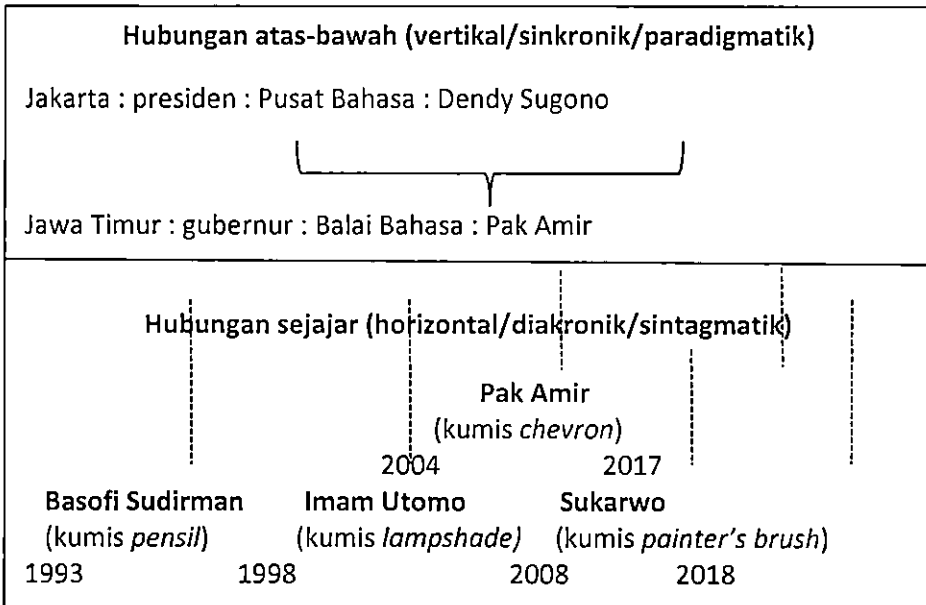 Hubungan atas-bawah (vertikal/sinkronik/paradigmatik)
Jakarta : presiden : Pusat Bahasa : Dendy Sugono
Jawa Timur : gubernur : Balai Bahasa : Pak Amir
Hubungan sejajar (horizontal/diakronik/sintagmatik)
Pak Amir
(kumis chevron)
2004 2017
Basofi Sudirman Imam Utomo Sukarwo
(kumis pensil) (kumis lampshade) (kumis painter's brush)
1993 1998 2008 2018